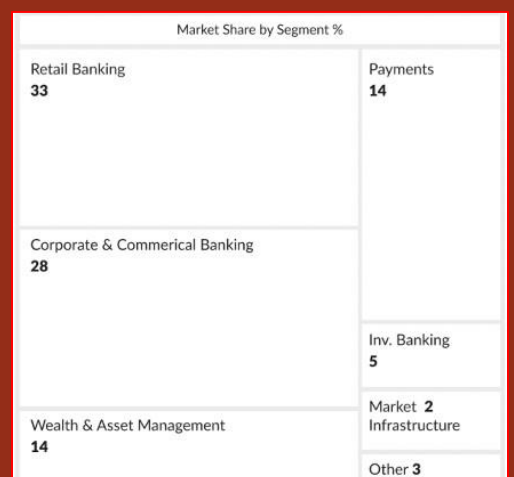 Market Share by Segment %
Retail Banking
33
Corporate & Commerical Banking
28
Wealth & Asset Management
14
Payments
14
Inv. Banking
5
Market 2
Infrastructure
Other 3